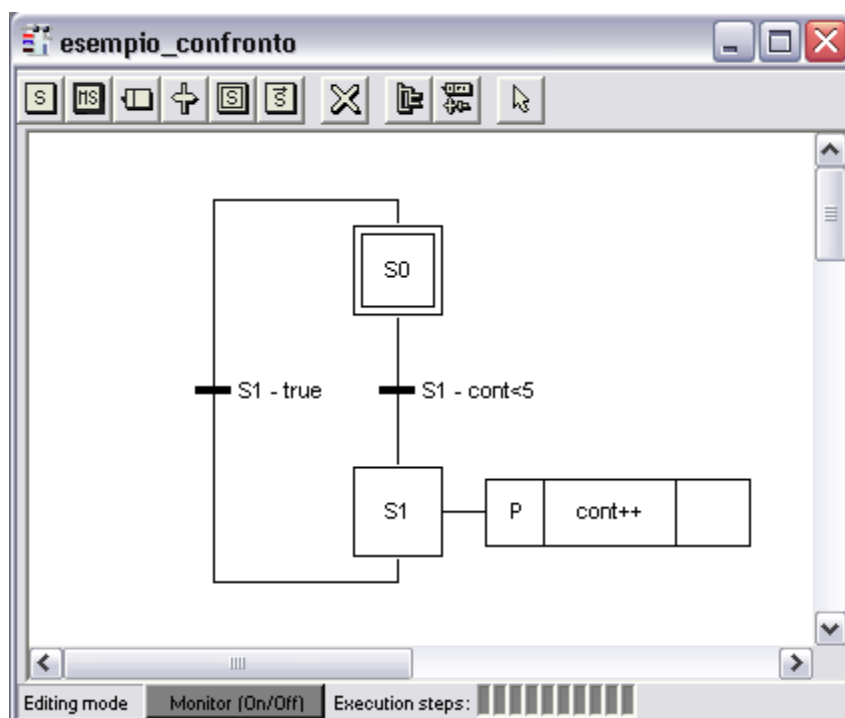 esempio_confronto
S MS S S
S0
S1 - true S1 - cont<5
S1 P cont++
Editing mode Monitor (On/Off) Execution steps: